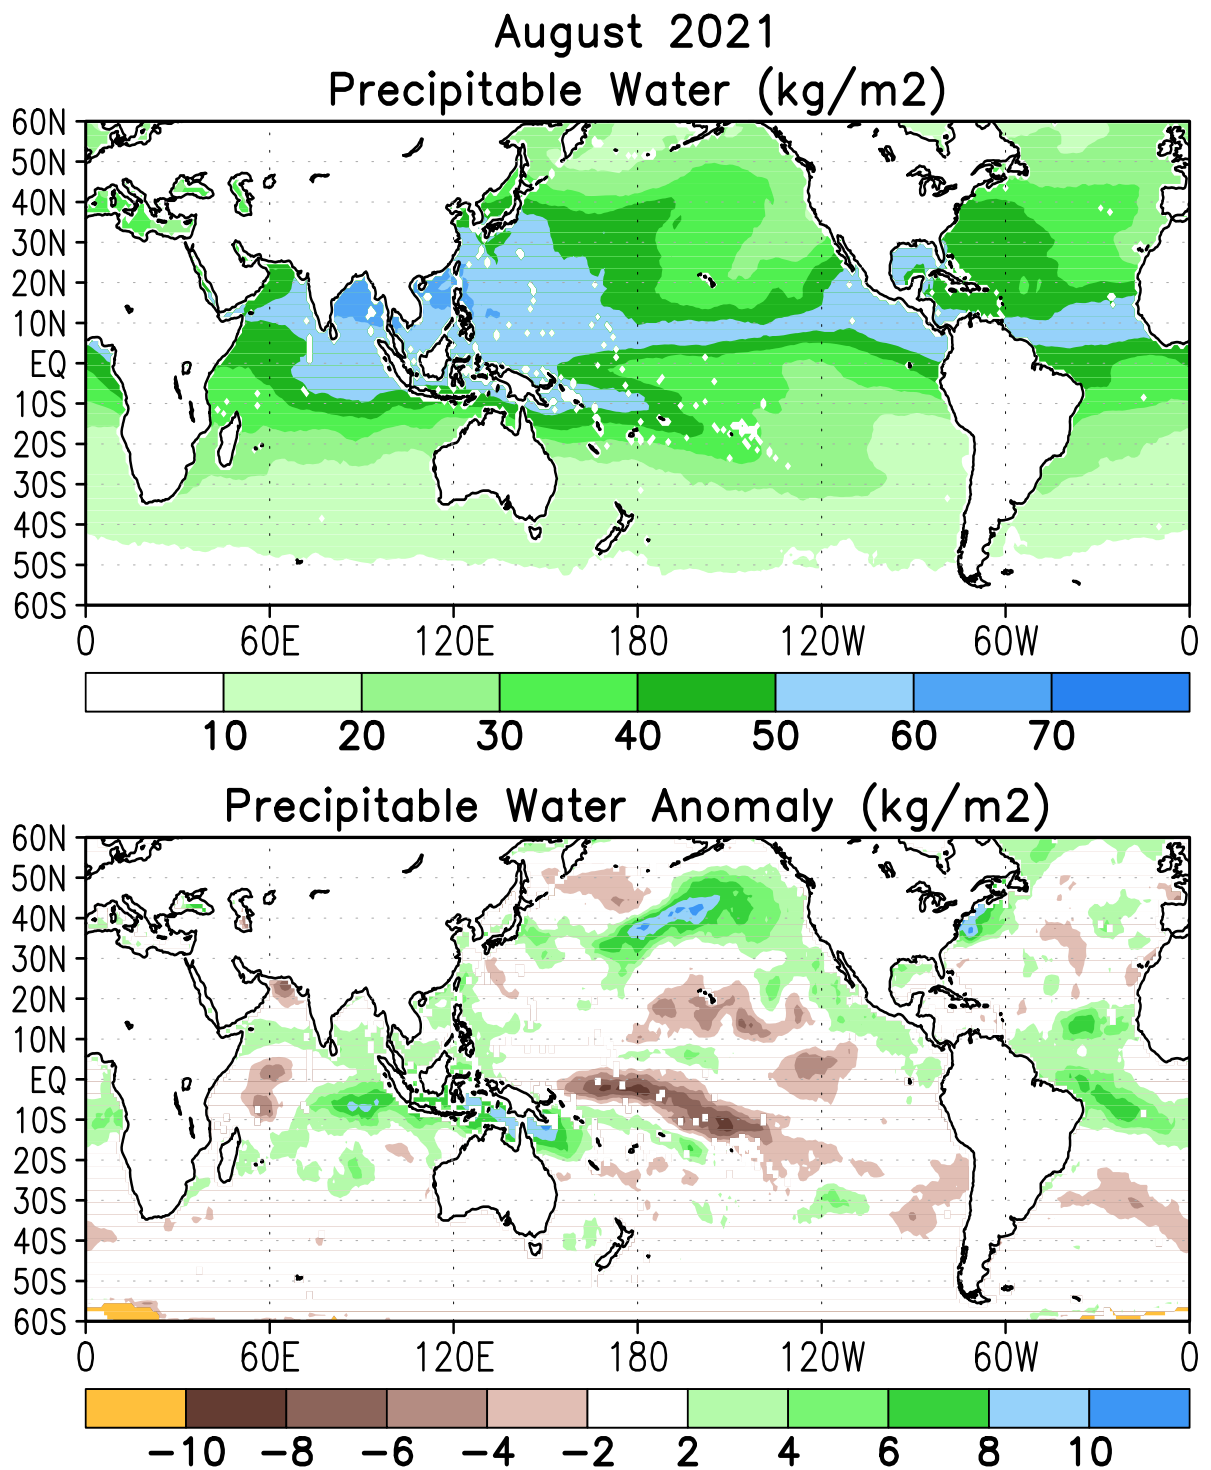 August 2021
Precipitable Water (kg/m2)
60N
50N
40N
30N
20N
10N
EQ
10S
20S
30S
40S
50S
60S
0 60E 120E 180 120W 60W 0
10 20 30 40 50 60 70
Precipitable Water Anomaly (kg/m2)
60N
50N
40N
30N
20N
10N
EQ
10S
20S
30S
40S
50S
60S
0 60E 120E 180 120W 60W 0
−10 −8 −6 −4 −2 2 4 6 8 10